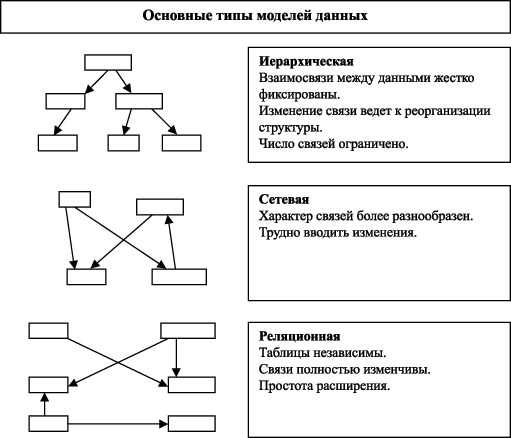 Основные типы моделей данных
Иерархическая
Взаимосвязи между данными жестко
фиксированы.
Изменение связи ведет к реорганизации
структуры.
Число связей ограничено.
Сетевая
Характер связей более разнообразен.
Трудно вводить изменения.
Реляционная
Таблицы независимы.
Связи полностью изменчивы.
Простота расширения.